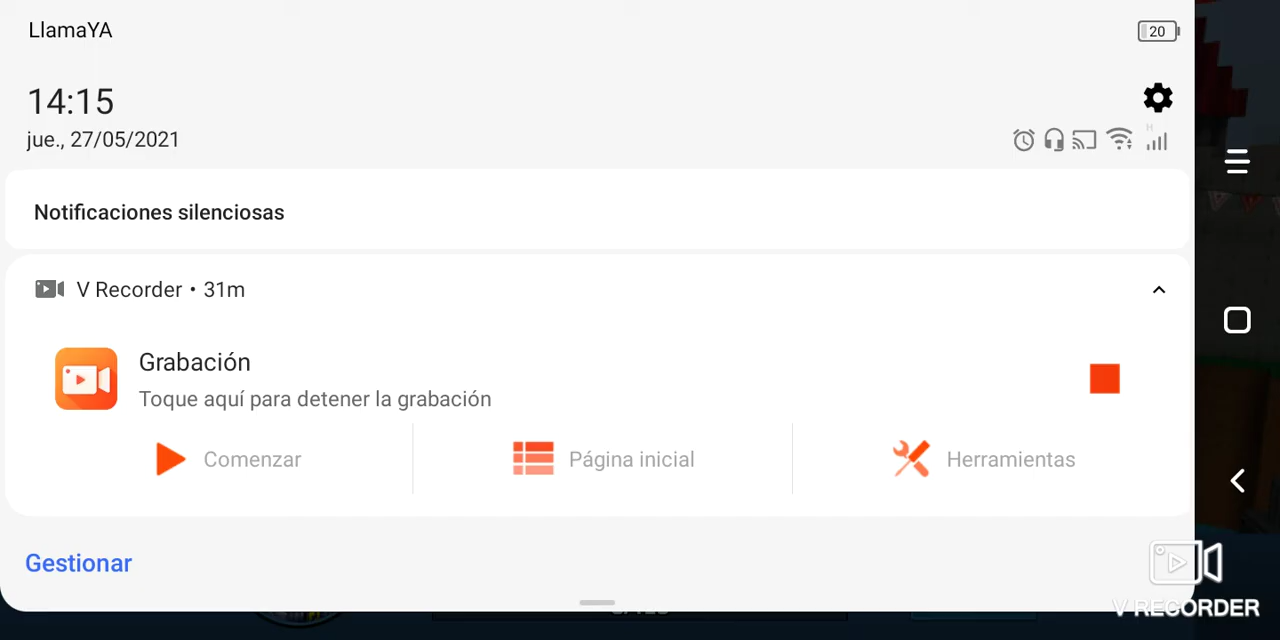 LlamaYA
20
14:15
jue., 27/05/2021
H
Notificaciones silenciosas
V Recorder • 31m
Grabación
Toque aquí para detener la grabación
Comenzar
Página inicial
Herramientas
Gestionar
V RECORDER